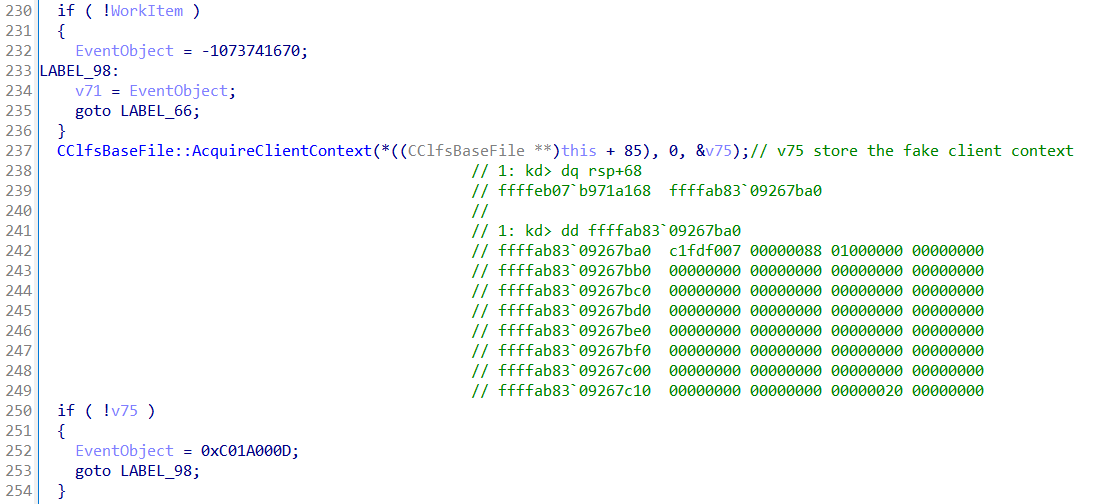 230 if ( !WorkItem )
231 {
232 EventObject = -1073741670;
233 LABEL_98:
234 v71 = EventObject;
235 goto LABEL_66;
236 }
237 CClfsBaseFile::AcquireClientContext(*((CClfsBaseFile **)this + 85), 0, &v75);// v75 store the fake client context
238 // 1: kd> dq rsp+68
239 // ffffeb07`b971a168 ffffab83`09267ba0
240 //
241 // 1: kd> dd ffffab83`09267ba0
242 // ffffab83`09267ba0 c1fdf007 00000088 01000000 00000000
243 // ffffab83`09267bb0 00000000 00000000 00000000 00000000
244 // ffffab83`09267bc0 00000000 00000000 00000000 00000000
245 // ffffab83`09267bd0 00000000 00000000 00000000 00000000
246 // ffffab83`09267be0 00000000 00000000 00000000 00000000
247 // ffffab83`09267bf0 00000000 00000000 00000000 00000000
248 // ffffab83`09267c00 00000000 00000000 00000000 00000000
249 // ffffab83`09267c10 00000000 00000000 00000020 00000000
250 if ( !v75 )
251 {
252 EventObject = 0xC01A000D;
253 goto LABEL_98;
254 }